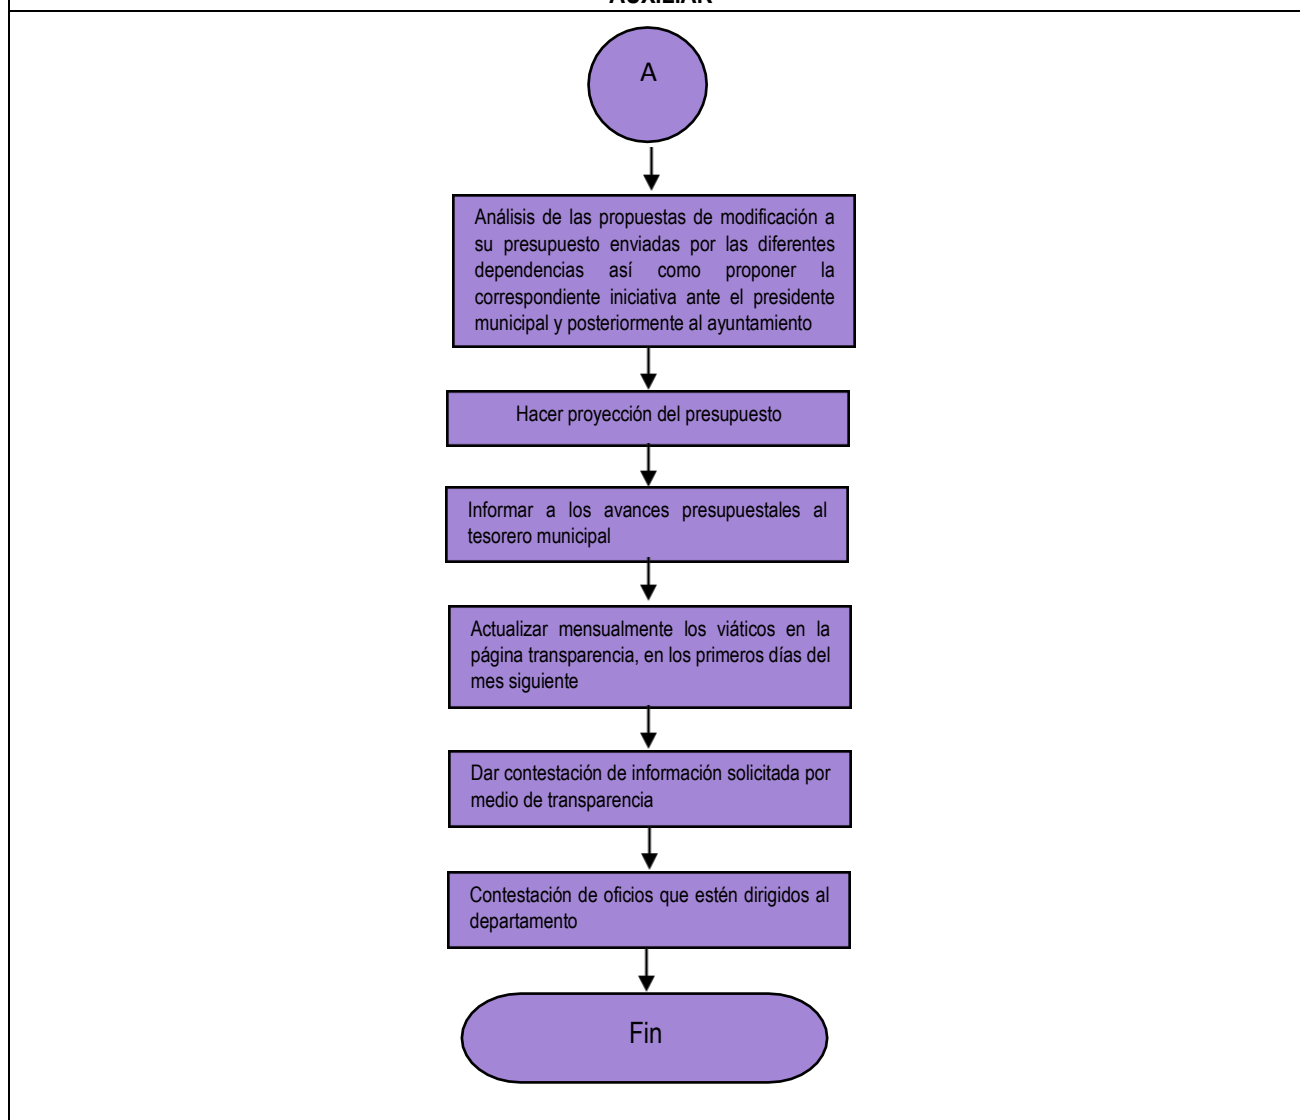 AUXILIAR
A
Análisis de las propuestas de modificación a
su presupuesto enviadas por las diferentes
dependencias así como proponer la
correspondiente iniciativa ante el presidente
municipal y posteriormente al ayuntamiento
Hacer proyección del presupuesto
Informar a los avances presupuestales al
tesorero municipal
Actualizar mensualmente los viáticos en la
página transparencia, en los primeros días del
mes siguiente
Dar contestación de información solicitada por
medio de transparencia
Contestación de oficios que estén dirigidos al
departamento
Fin